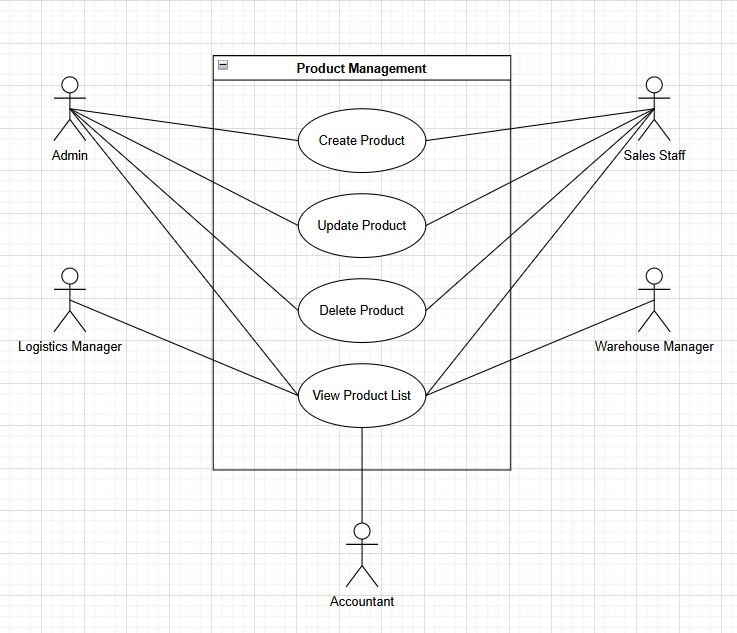 Product Management
Create Product
Admin
Sales Staff
Update Product
Delete Product
Logistics Manager
Warehouse Manager
View Product List
Accountant